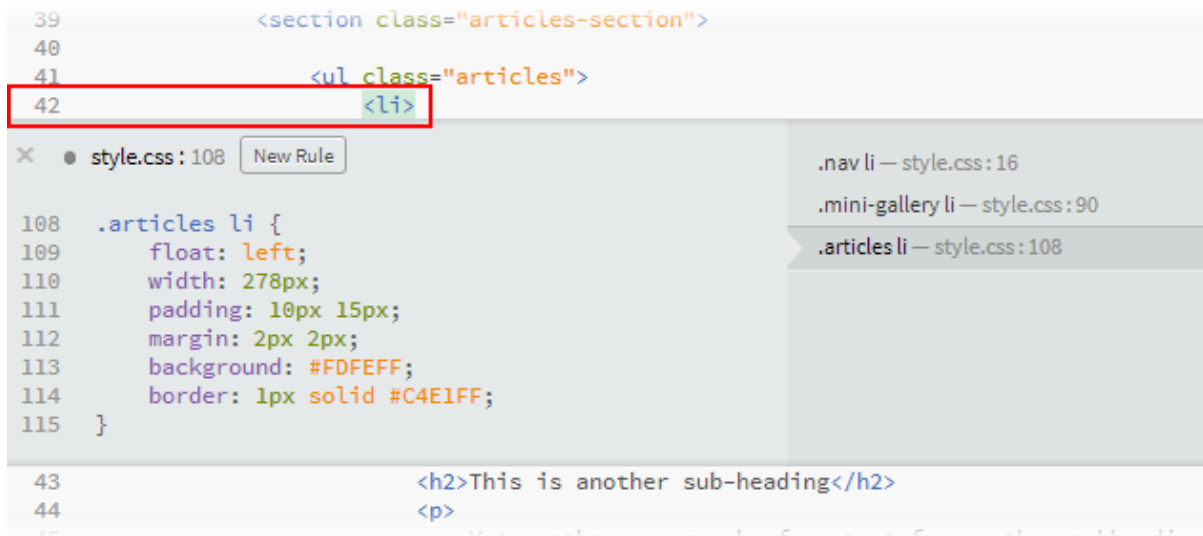 39 <section class="articles-section">
40
41 <ul class="articles">
42 <li>
× ● style.css : 108 New Rule
108 .articles li {
109 float: left;
110 width: 278px;
111 padding: 10px 15px;
112 margin: 2px 2px;
113 background: #FDFEFF;
114 border: 1px solid #C4E1FF;
115 }
.nav li — style.css : 16
.mini-gallery li — style.css : 90
.articles li — style.css : 108
43 <h2>This is another sub-heading</h2>
44 <p>